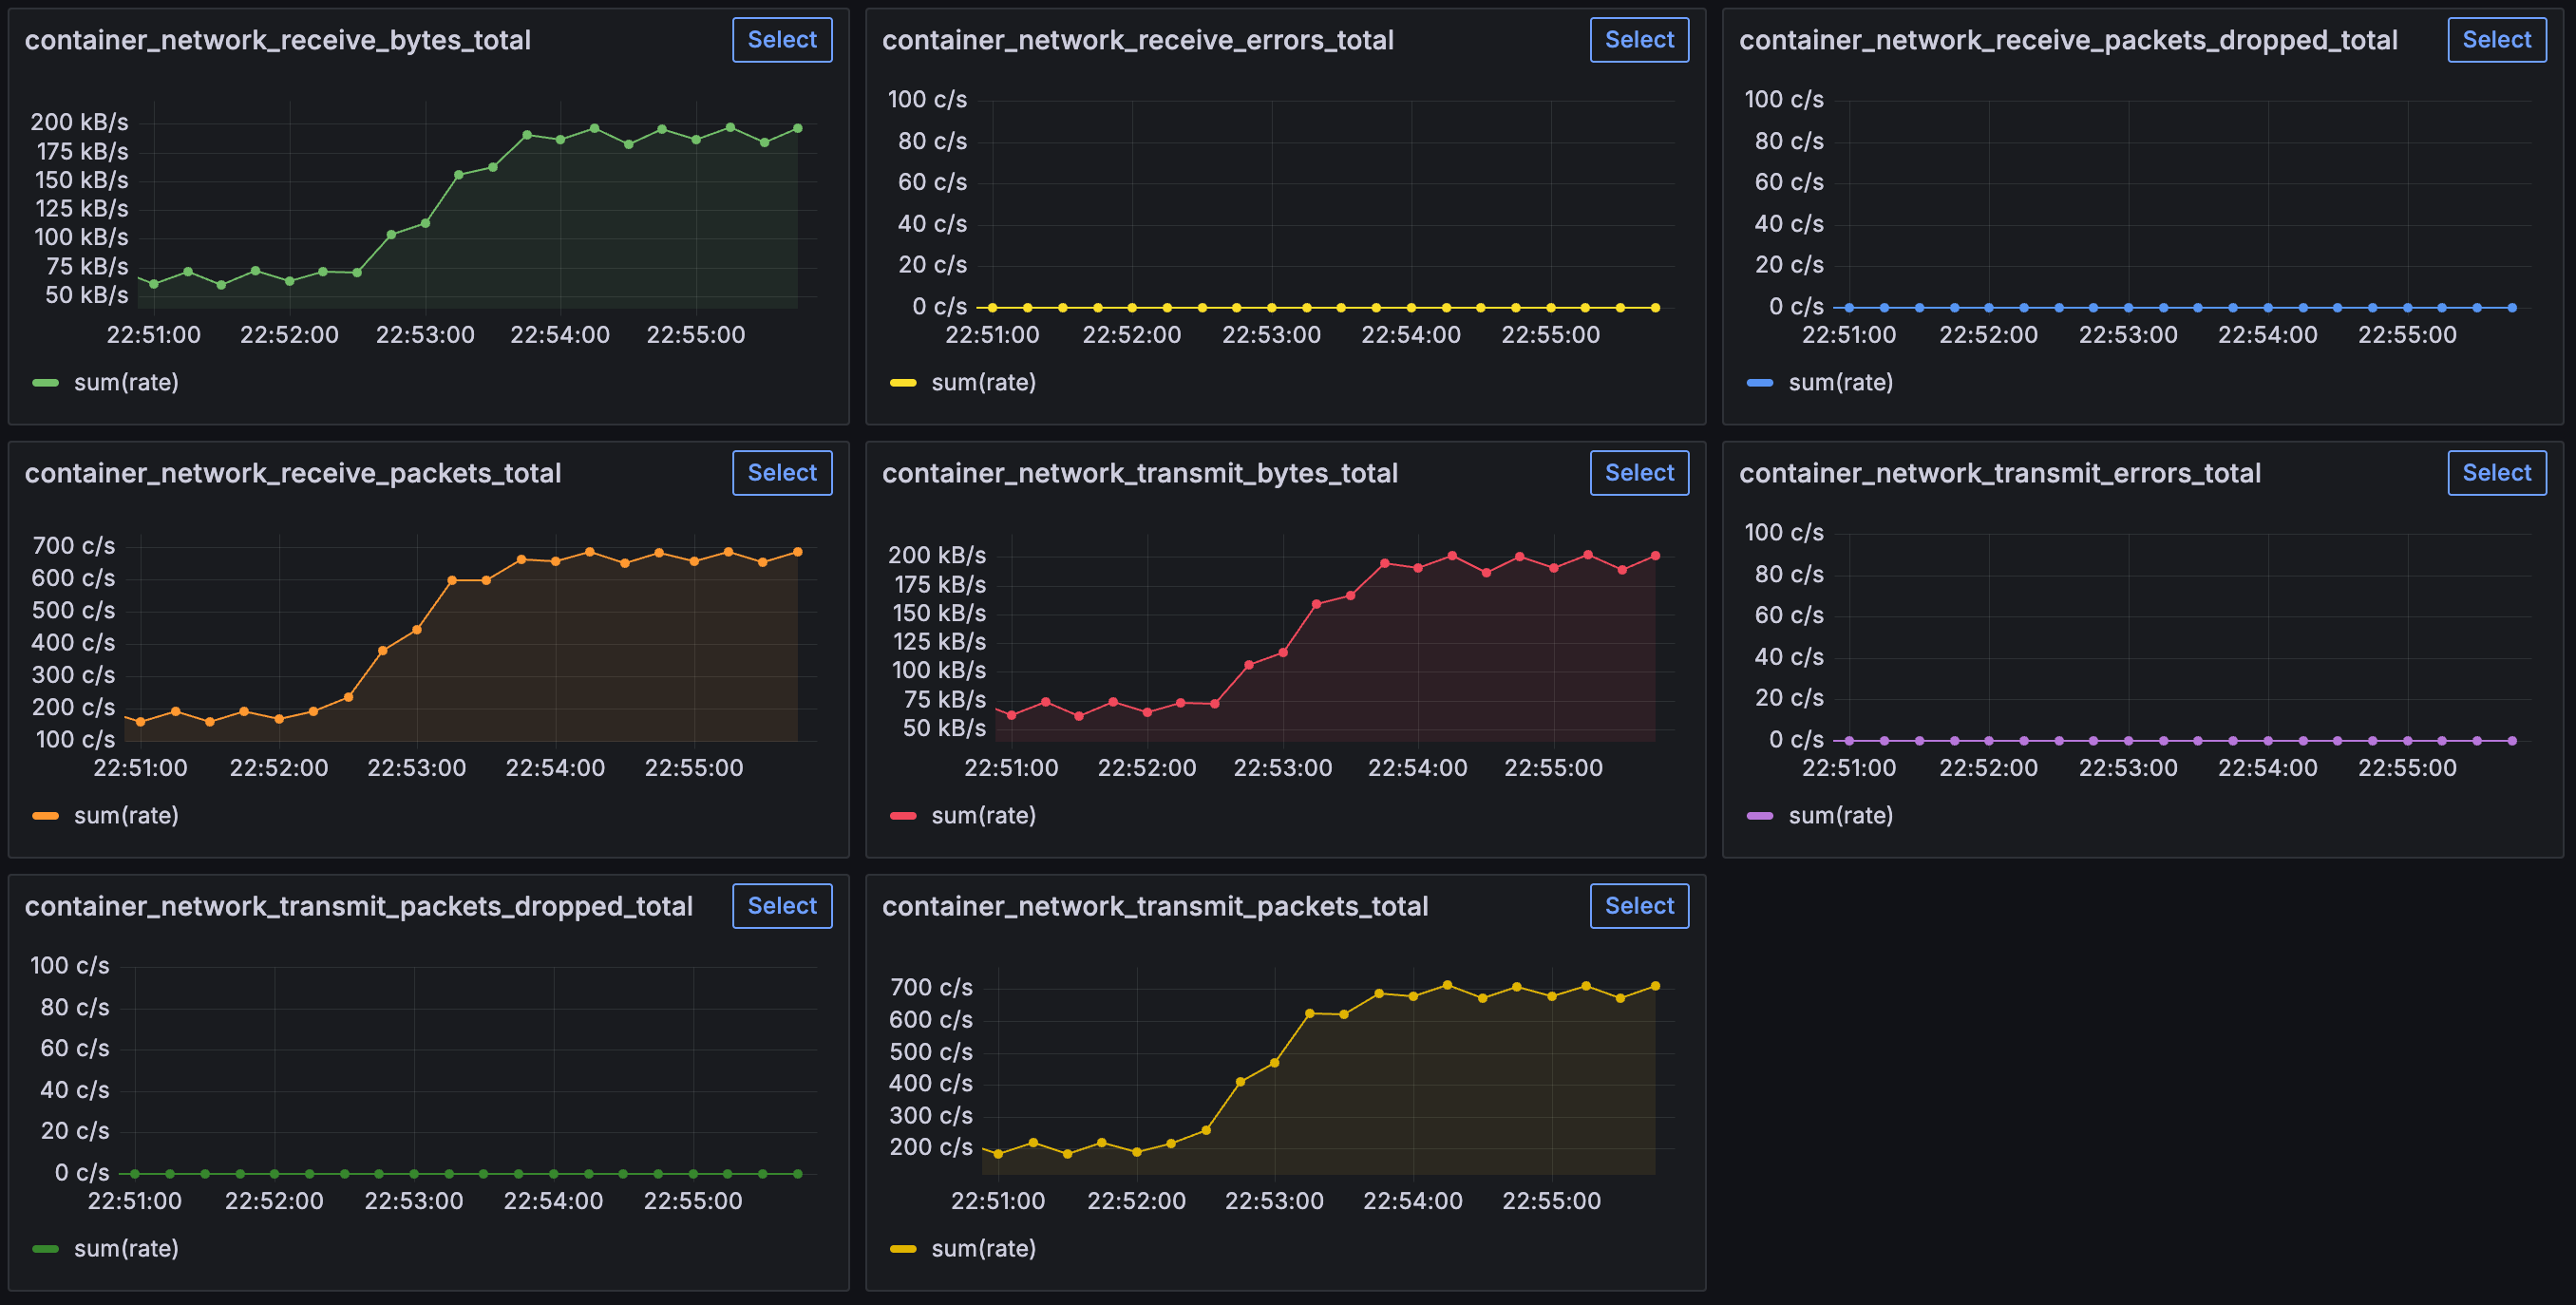 container_network_receive_bytes_total Select
200 kB/s
175 kB/s
150 kB/s
125 kB/s
100 kB/s
75 kB/s
50 kB/s
22:51:00 22:52:00 22:53:00 22:54:00 22:55:00
sum(rate)
container_network_receive_errors_total Select
100 c/s
80 c/s
60 c/s
40 c/s
20 c/s
0 c/s
22:51:00 22:52:00 22:53:00 22:54:00 22:55:00
sum(rate)
container_network_receive_packets_dropped_total Select
100 c/s
80 c/s
60 c/s
40 c/s
20 c/s
0 c/s
22:51:00 22:52:00 22:53:00 22:54:00 22:55:00
sum(rate)
container_network_receive_packets_total Select
700 c/s
600 c/s
500 c/s
400 c/s
300 c/s
200 c/s
100 c/s
22:51:00 22:52:00 22:53:00 22:54:00 22:55:00
sum(rate)
container_network_transmit_bytes_total Select
200 kB/s
175 kB/s
150 kB/s
125 kB/s
100 kB/s
75 kB/s
50 kB/s
22:51:00 22:52:00 22:53:00 22:54:00 22:55:00
sum(rate)
container_network_transmit_errors_total Select
100 c/s
80 c/s
60 c/s
40 c/s
20 c/s
0 c/s
22:51:00 22:52:00 22:53:00 22:54:00 22:55:00
sum(rate)
container_network_transmit_packets_dropped_total Select
100 c/s
80 c/s
60 c/s
40 c/s
20 c/s
0 c/s
22:51:00 22:52:00 22:53:00 22:54:00 22:55:00
sum(rate)
container_network_transmit_packets_total Select
700 c/s
600 c/s
500 c/s
400 c/s
300 c/s
200 c/s
22:51:00 22:52:00 22:53:00 22:54:00 22:55:00
sum(rate)